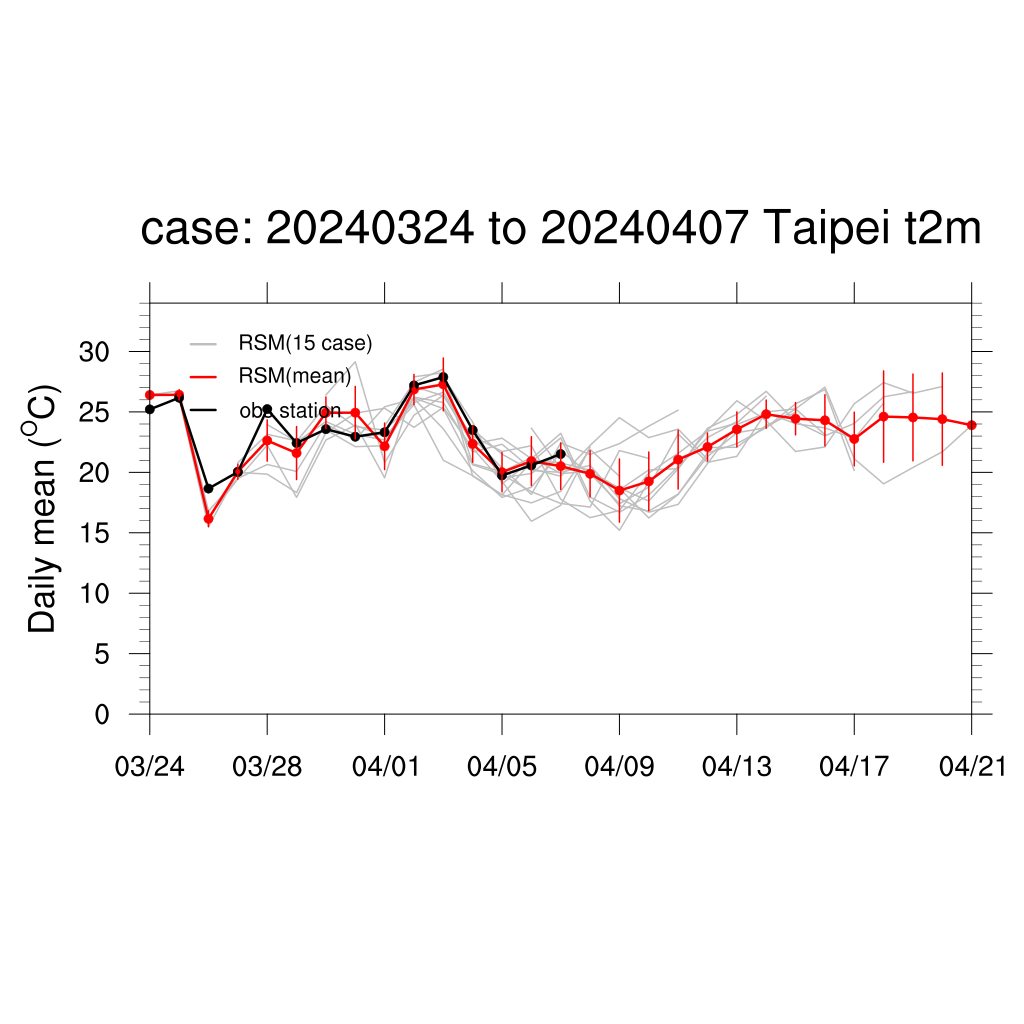 case: 20240324 to 20240407 Taipei t2m
RSM(15 case)
RSM(mean)
obs station
Daily mean (°C)
30
25
20
15
10
5
0
03/24 03/28 04/01 04/05 04/09 04/13 04/17 04/21